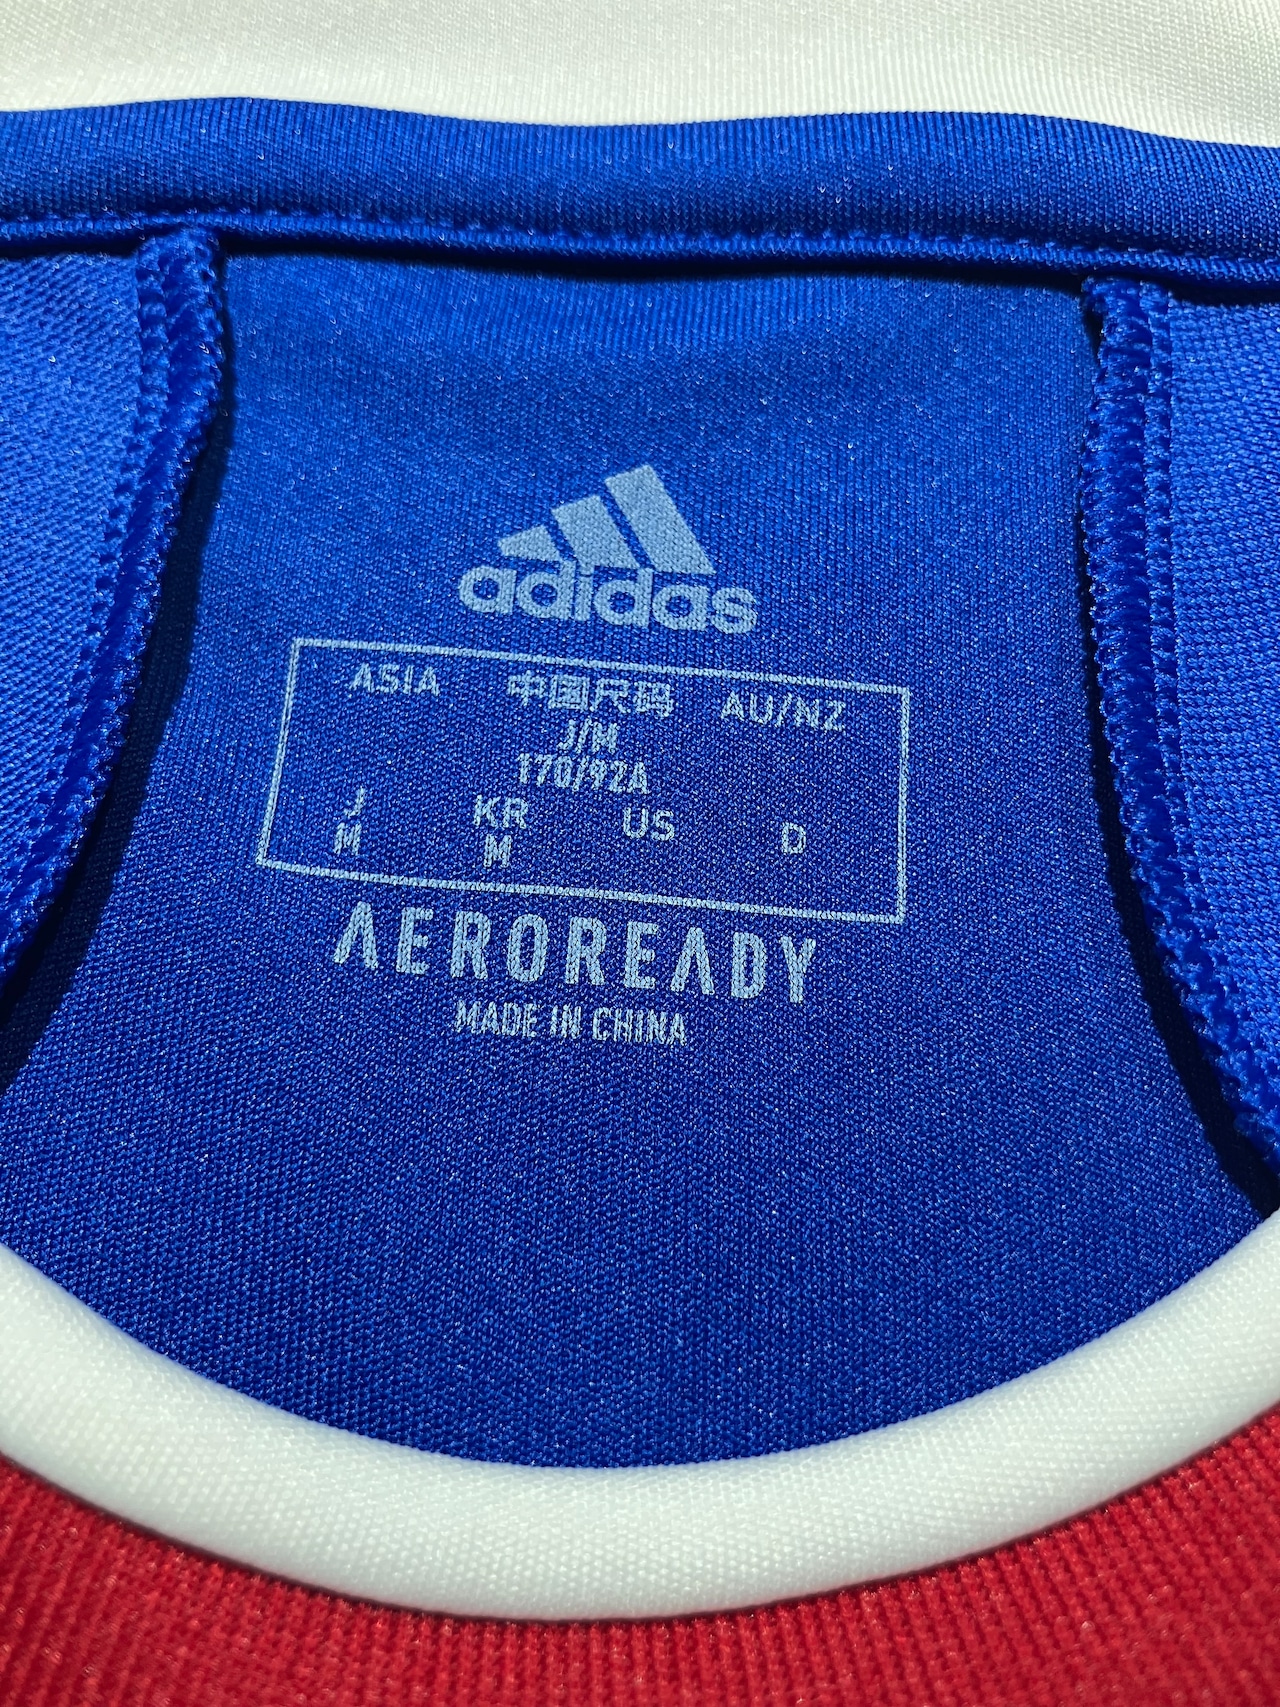 adidas
ASIA 中国尺码 AU/NZ
J/M
170/92A
J KR US D
M M
AEROREADY
MADE IN CHINA